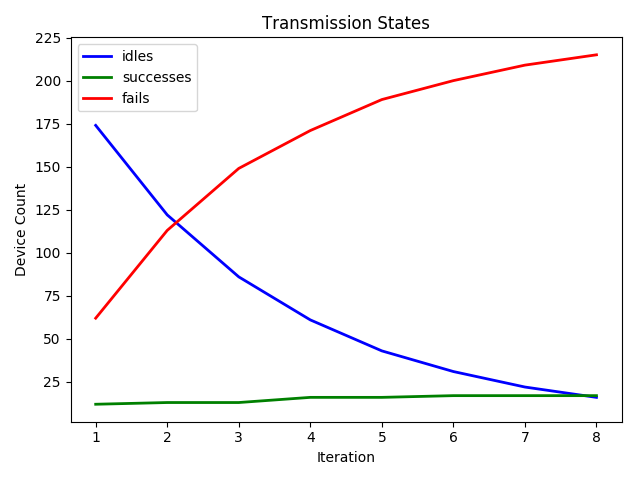 Transmission States
idles
successes
fails
Device Count
225
200
175
150
125
100
75
50
25
1 2 3 4 5 6 7 8
Iteration